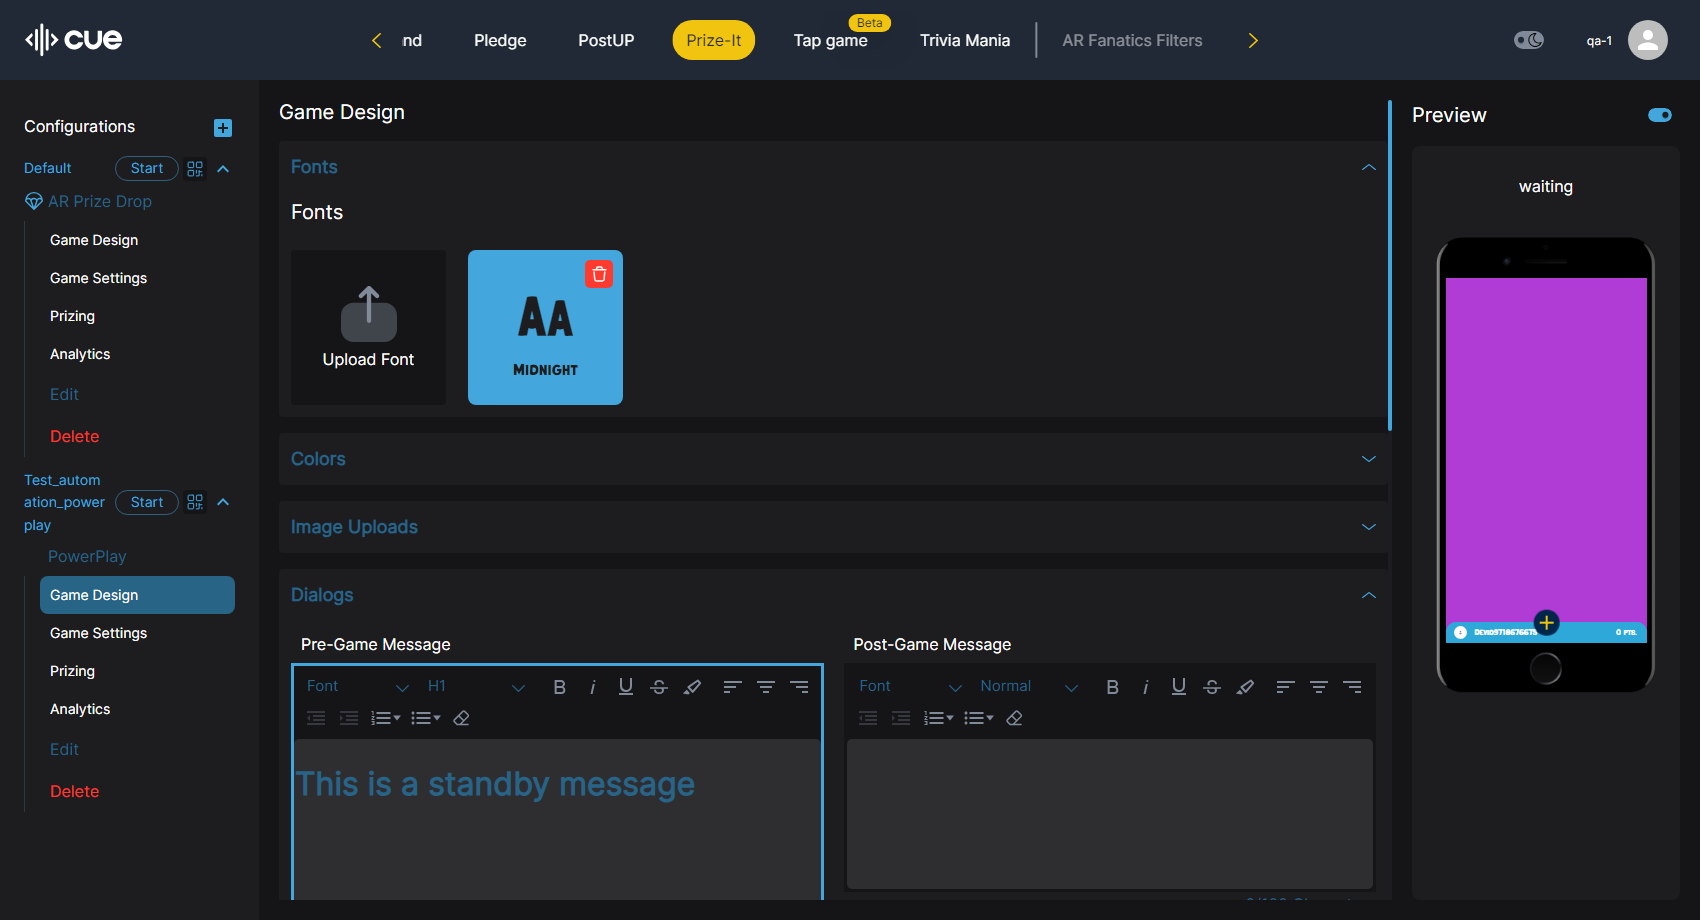 cue
nd
Pledge
PostUP
Prize-It
Tap game
Beta
Trivia Mania
AR Fanatics Filters
qa-1
Configurations
Default
Start
AR Prize Drop
Game Design
Game Settings
Prizing
Analytics
Edit
Delete
Test_autom
ation_power
play
Start
PowerPlay
Game Design
Game Settings
Prizing
Analytics
Edit
Delete
Game Design
Fonts
Fonts
Upload Font
AA
MIDNIGHT
Colors
Image Uploads
Dialogs
Pre-Game Message
Font
H1
This is a standby message
Post-Game Message
Font
Normal
Preview
waiting
0 PTS.